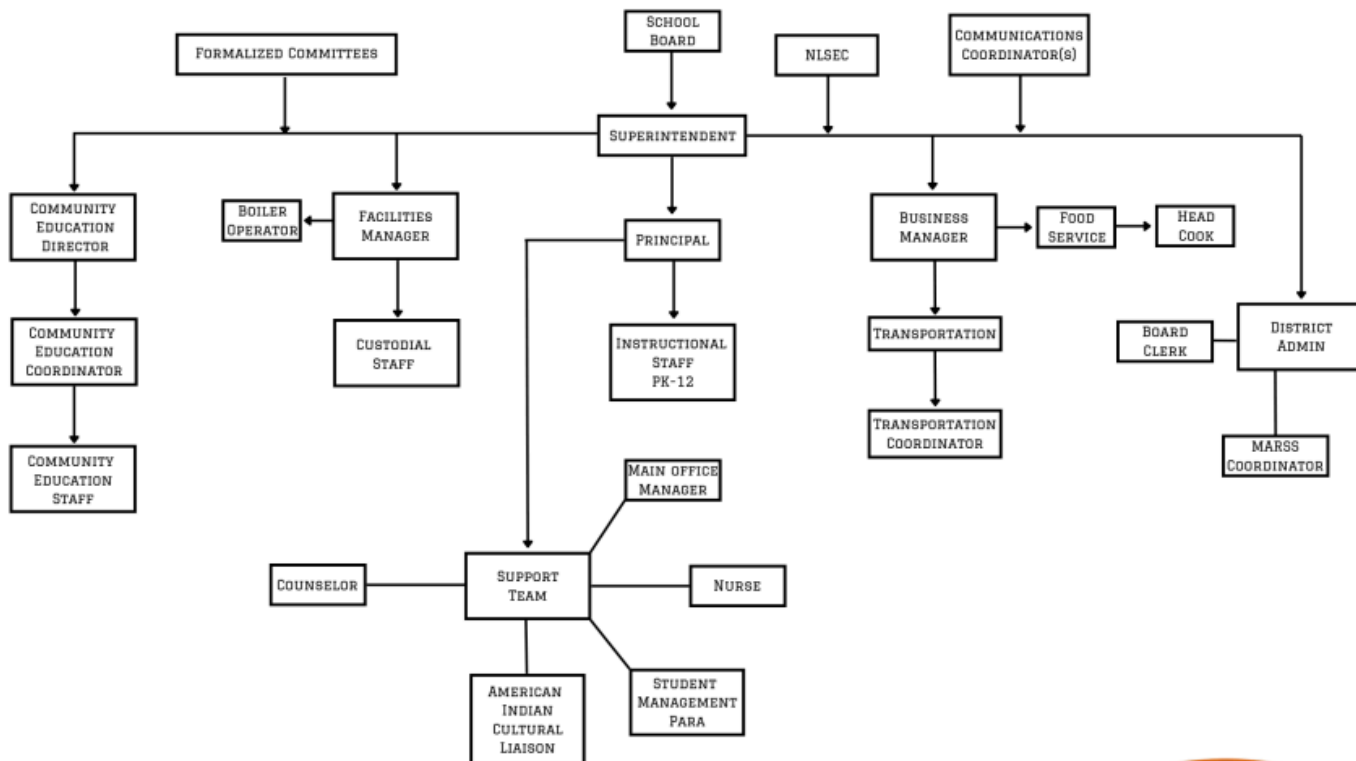 School
Board
Formalized Committees
NLSEC
Communications
Coordinator(s)
Superintendent
Community
Education
Director
Boiler
Operator
Facilities
Manager
Principal
Business
Manager
Food
Service
Head
Cook
Community
Education
Coordinator
Custodial
Staff
Instructional
Staff
PK-12
Transportation
Board
Clerk
District
Admin
Transportation
Coordinator
MARSS
Coordinator
Community
Education
Staff
Main office
Manager
Counselor
Support
Team
Nurse
American
Indian
Cultural
Liaison
Student
Management
Para